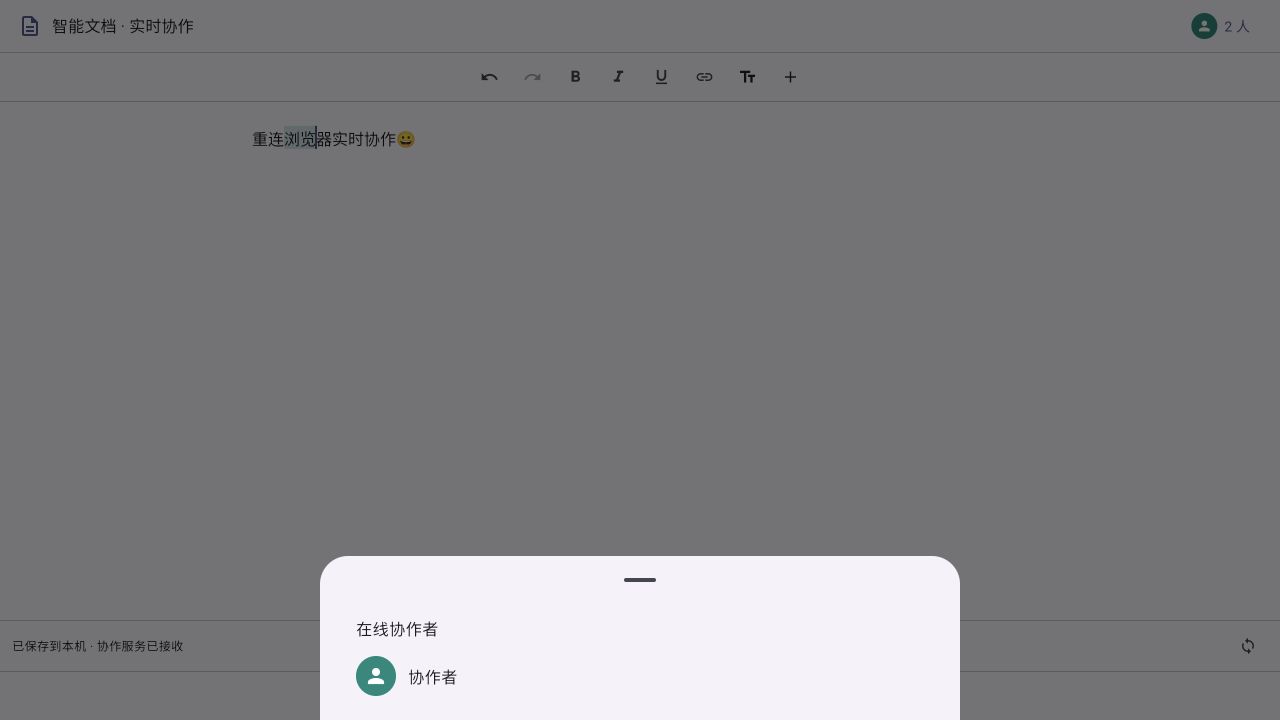 智能文档 · 实时协作
2 人
重连浏览器实时协作😀
在线协作者
已保存到本机 · 协作服务已接收
协作者